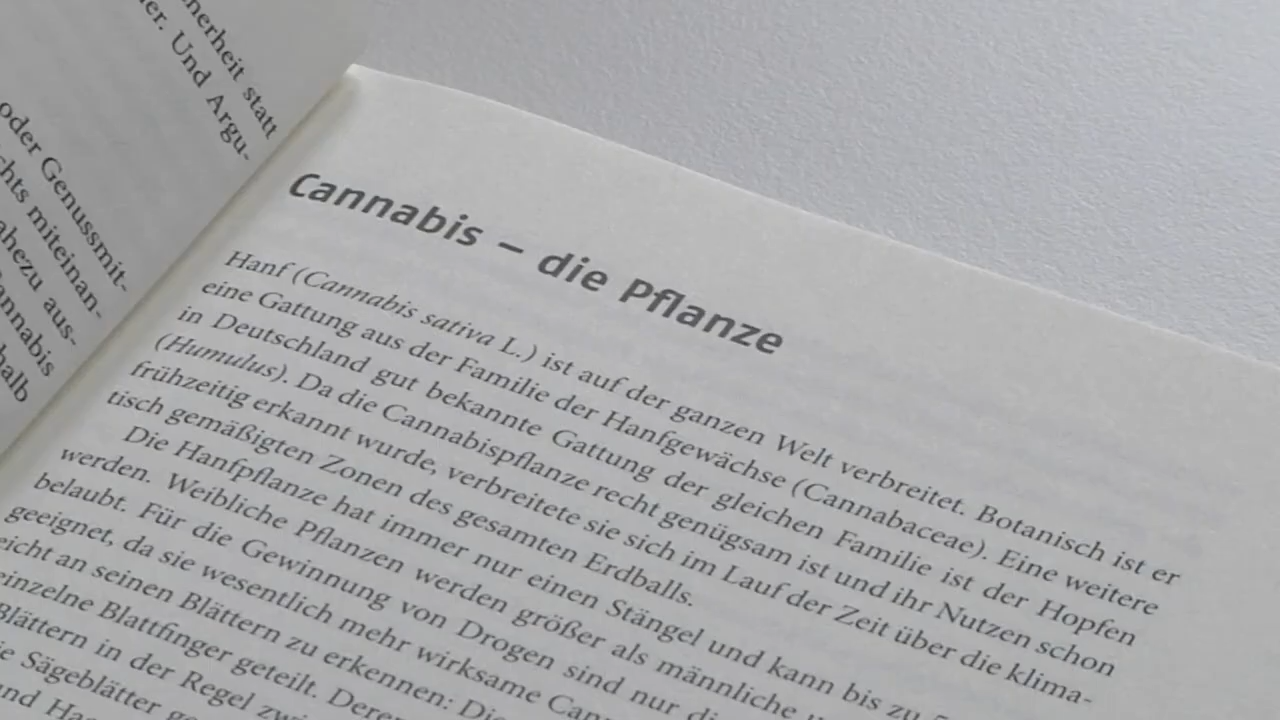 nerheit statt
er. Und Argu-
oder Genussmit-
chts miteinan-
ahezu aus-
annabis
halb
Cannabis – die Pflanze
Hanf (Cannabis sativa L.) ist auf der ganzen Welt verbreitet. Botanisch ist er
eine Gattung aus der Familie der Hanfgewächse (Cannabaceae). Eine weitere
in Deutschland gut bekannte Gattung der gleichen Familie ist der Hopfen
(Humulus). Da die Cannabispflanze recht genügsam ist und ihr Nutzen schon
frühzeitig erkannt wurde, verbreitete sie sich im Lauf der Zeit über die klima-
tisch gemäßigten Zonen des gesamten Erdballs.
Die Hanfpflanze hat immer nur einen Stängel und kann bis zu
werden. Weibliche Pflanzen werden größer als männliche
belaubt. Für die Gewinnung von Drogen sind nur
geeignet, da sie wesentlich mehr wirksame
eicht an seinen Blättern zu erkennen:
einzelne Blattfinger geteilt.
Blättern in der Regel
Sägeblätter